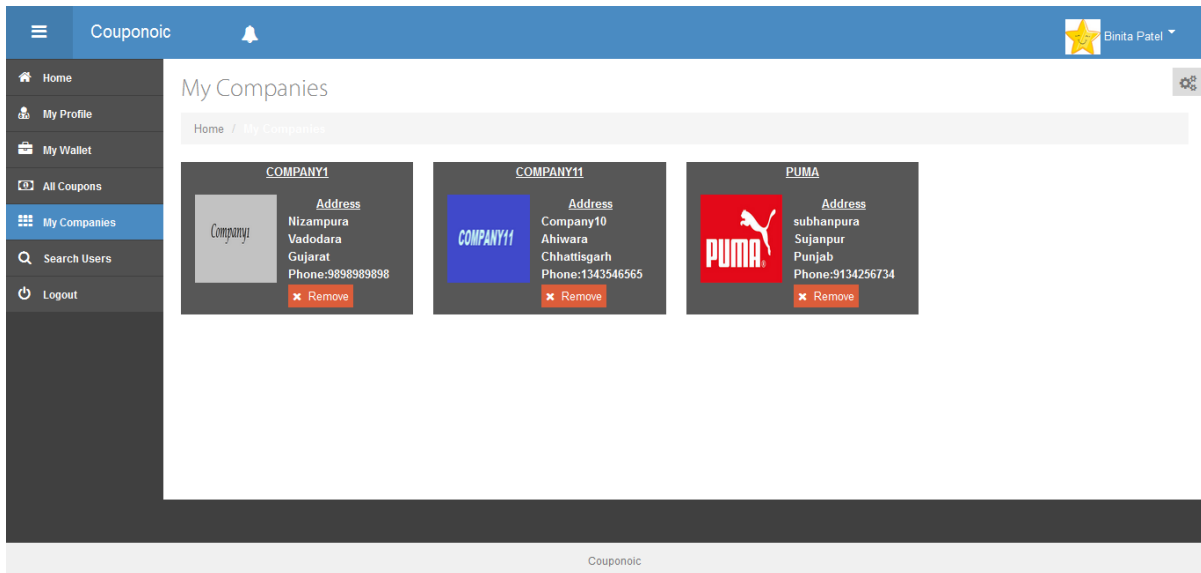 Couponoic
Binita Patel
Home
My Profile
My Wallet
All Coupons
My Companies
Search Users
Logout
My Companies
Home / My Companies
COMPANY1
Company1
Address
Nizampura
Vadodara
Gujarat
Phone:9898989898
Remove
COMPANY11
COMPANY11
Address
Company10
Ahiwara
Chhattisgarh
Phone:1343546565
Remove
PUMA
PUMA®
Address
subhanpura
Sujanpur
Punjab
Phone:9134256734
Remove
Couponoic